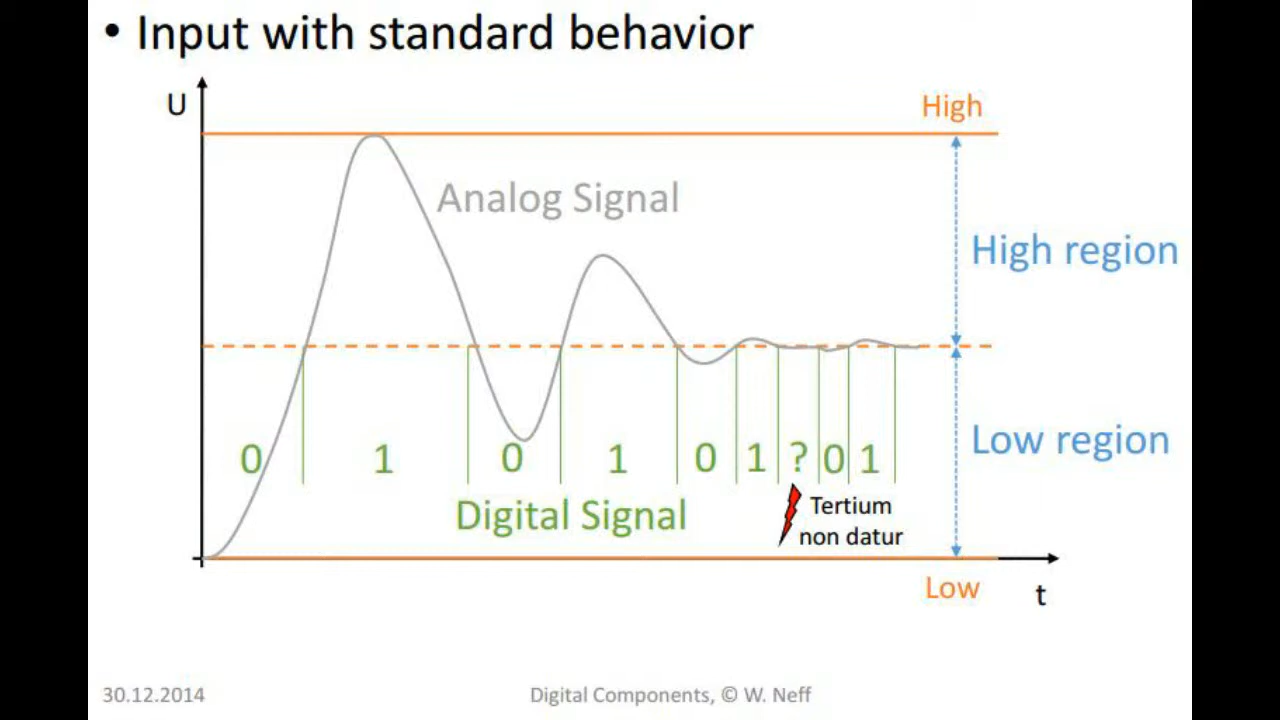 • Input with standard behavior
U
High
Analog Signal
High region
Low region
0 1 0 1 0 1 ? 0 1
Digital Signal
Tertium
non datur
Low
t
30.12.2014
Digital Components, © W. Neff